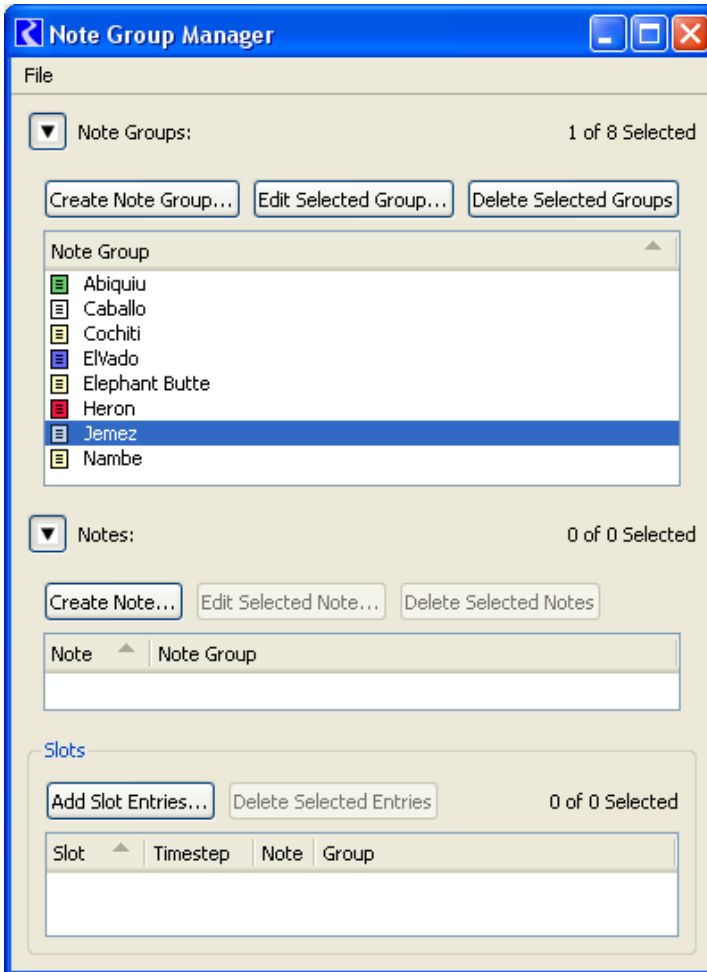 Note Group Manager
File
Note Groups: 1 of 8 Selected
Create Note Group... Edit Selected Group... Delete Selected Groups
Note Group
Abiquiu
Caballo
Cochiti
ElVado
Elephant Butte
Heron
Jemez
Nambe
Notes: 0 of 0 Selected
Create Note... Edit Selected Note... Delete Selected Notes
Note Note Group
Slots
Add Slot Entries... Delete Selected Entries 0 of 0 Selected
Slot Timestep Note Group